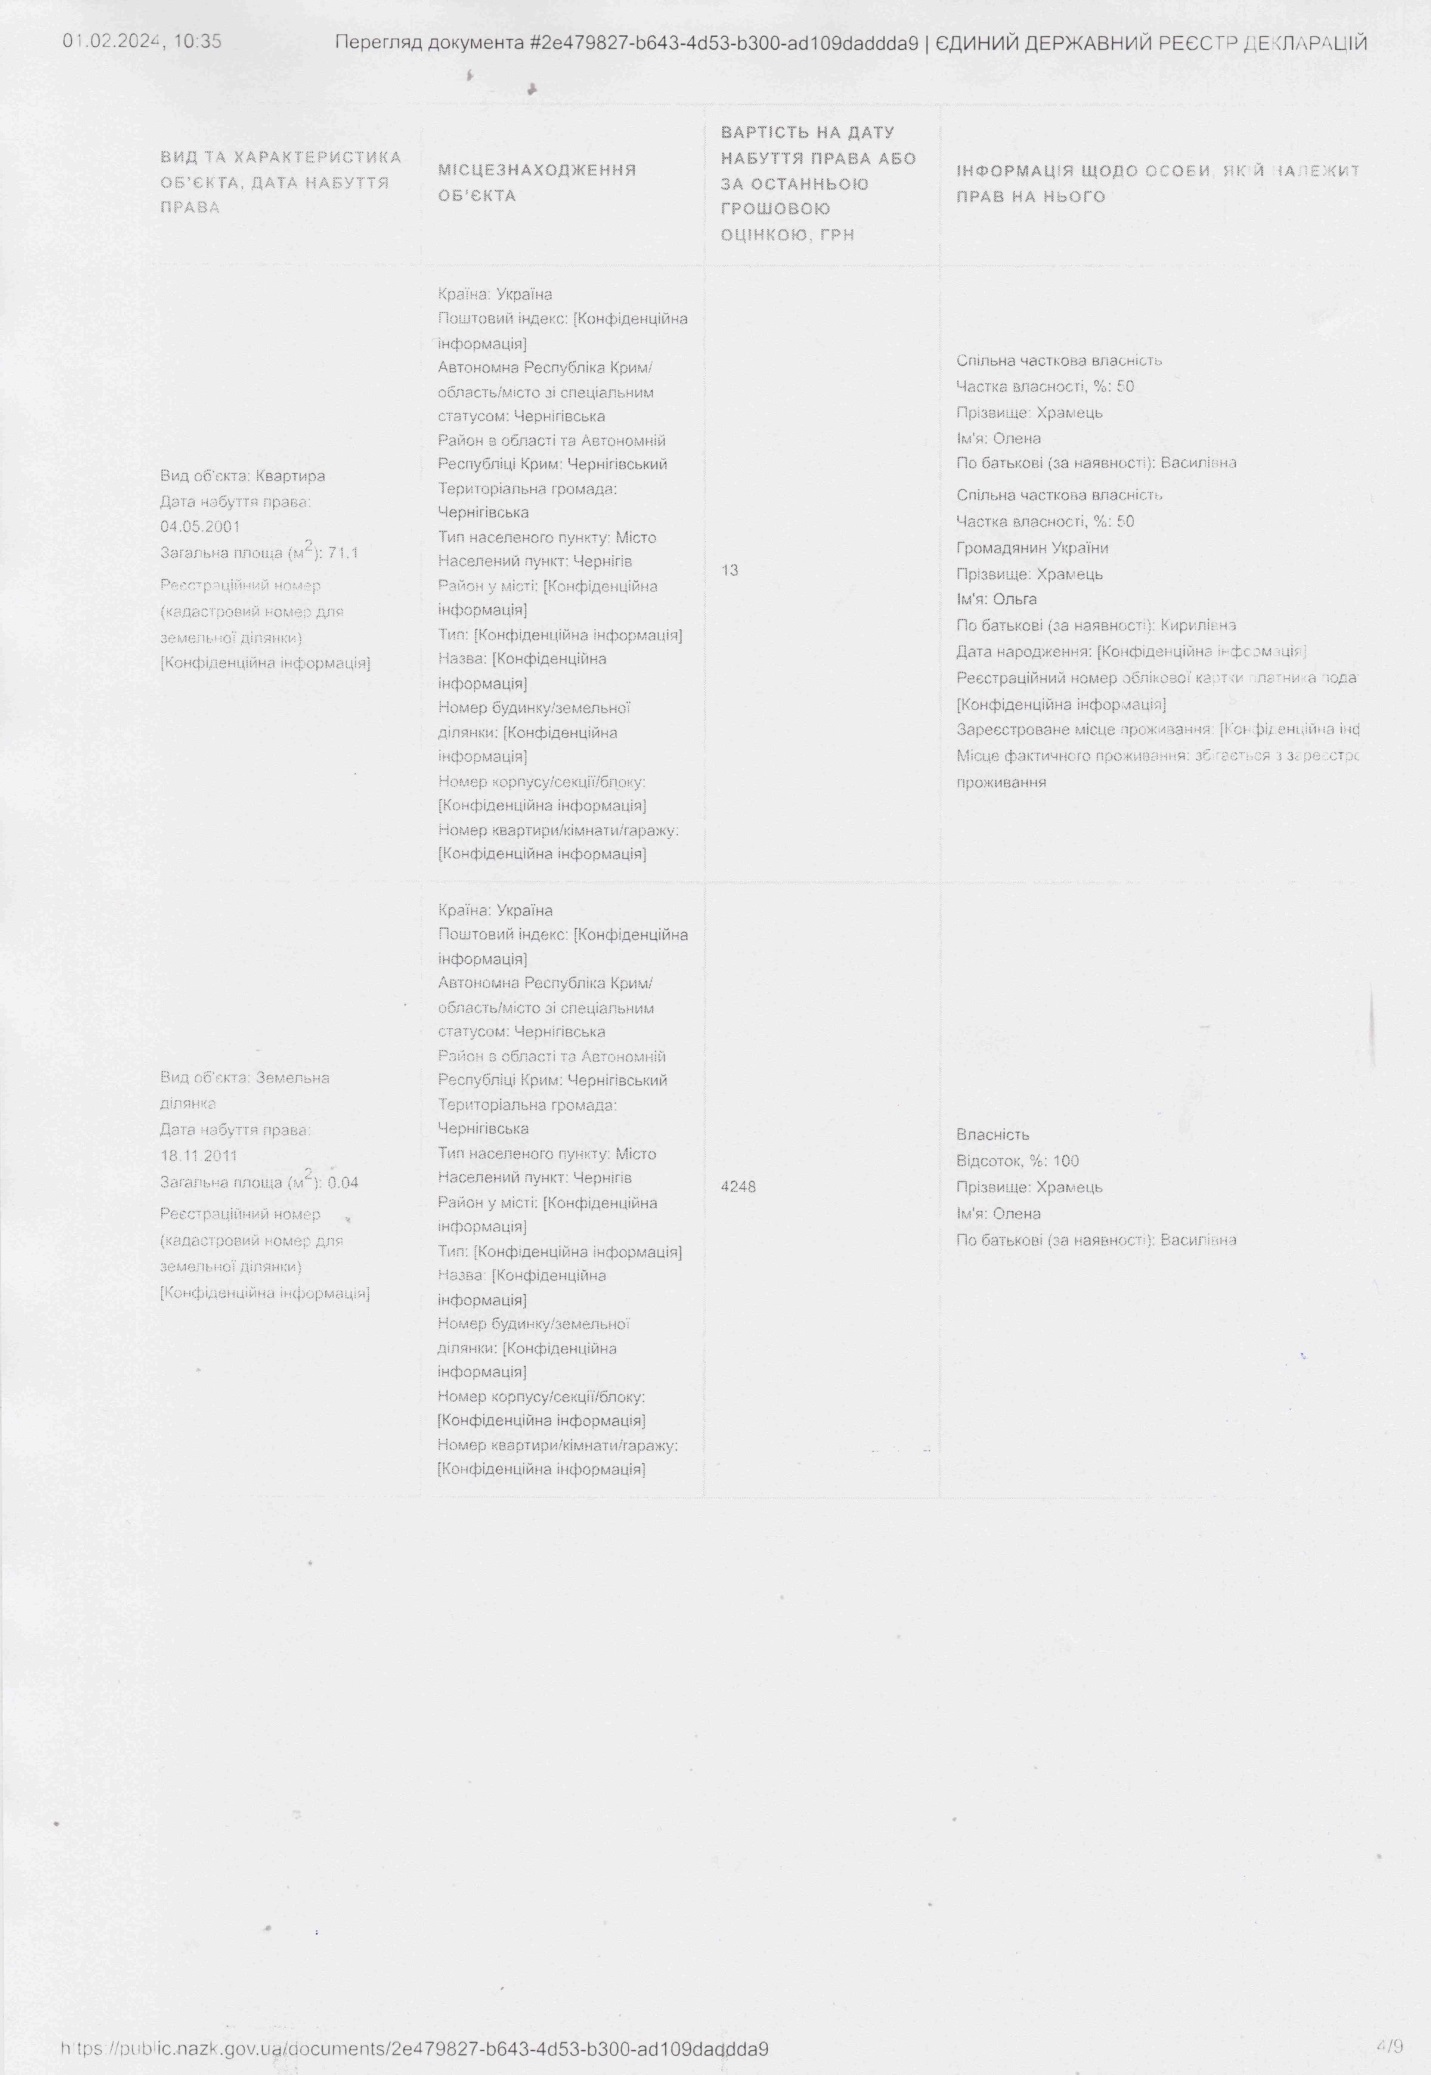 01.02.2024, 10:35
Перегляд документа #2e479827-b643-4d53-b300-ad109daddda9 | ЄДИНИЙ ДЕРЖАВНИЙ РЕЄСТР ДЕКЛАРАЦІЙ
ВИД ТА ХАРАКТЕРИСТИКА
ОБ'ЄКТА, ДАТА НАБУТТЯ
ПРАВА
МІСЦЕЗНАХОДЖЕННЯ
ОБ'ЄКТА
ВАРТІСТЬ НА ДАТУ
НАБУТТЯ ПРАВА АБО
ЗА ОСТАННЬОЮ
ГРОШОВОЮ
ОЦІНКОЮ, ГРН
ІНФОРМАЦІЯ ЩОДО ОСОБИ, ЯКІЙ НАЛЕЖИТ
ПРАВ НА НЬОГО
Вид об'єкта: Квартира
Дата набуття права:
04.05.2001
Загальна площа (м²): 71.1
Реєстраційний номер
(кадастровий номер для
земельної ділянки)
[Конфіденційна інформація]
Країна: Україна
Поштовий індекс: [Конфіденційна
інформація]
Автономна Республіка Крим/
область/місто зі спеціальним
статусом: Чернігівська
Район в області та Автономній
Республіці Крим: Чернігівський
Територіальна громада:
Чернігівська
Тип населеного пункту: Місто
Населений пункт: Чернігів
Район у місті: [Конфіденційна
інформація]
Тип: [Конфіденційна інформація]
Назва: [Конфіденційна
інформація]
Номер будинку/земельної
ділянки: [Конфіденційна
інформація]
Номер корпусу/секції/блоку:
[Конфіденційна інформація]
Номер квартири/кімнати/гаражу:
[Конфіденційна інформація]
13
Спільна часткова власність
Частка власності, %: 50
Прізвище: Храмець
Ім'я: Олена
По батькові (за наявності): Василівна
Спільна часткова власність
Частка власності, %: 50
Громадянин України
Прізвище: Храмець
Ім'я: Ольга
По батькові (за наявності): Кирилівна
Дата народження: [Конфіденційна інформація]
Реєстраційний номер облікової картки платника пода
[Конфіденційна інформація]
Зареєстроване місце проживання: [Конфіденційна інф
Місце фактичного проживання: збігається з зареєстро
проживання
Вид об'єкта: Земельна
ділянка
Дата набуття права:
18.11.2011
Загальна площа (м²): 0.04
Реєстраційний номер
(кадастровий номер для
земельної ділянки)
[Конфіденційна інформація]
Країна: Україна
Поштовий індекс: [Конфіденційна
інформація]
Автономна Республіка Крим/
область/місто зі спеціальним
статусом: Чернігівська
Район в області та Автономній
Республіці Крим: Чернігівський
Територіальна громада:
Чернігівська
Тип населеного пункту: Місто
Населений пункт: Чернігів
Район у місті: [Конфіденційна
інформація]
Тип: [Конфіденційна інформація]
Назва: [Конфіденційна
інформація]
Номер будинку/земельної
ділянки: [Конфіденційна
інформація]
Номер корпусу/секції/блоку:
[Конфіденційна інформація]
Номер квартири/кімнати/гаражу:
[Конфіденційна інформація]
4248
Власність
Відсоток, %: 100
Прізвище: Храмець
Ім'я: Олена
По батькові (за наявності): Василівна
https://public.nazk.gov.ua/documents/2e479827-b643-4d53-b300-ad109daddda9
4/9